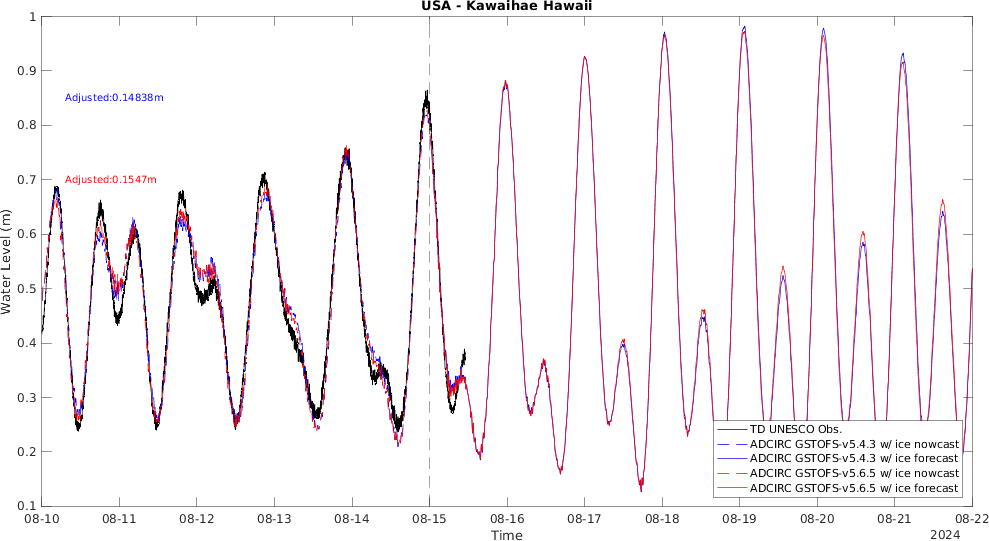 USA - Kawaihae Hawaii
1
0.9
0.8
0.7
0.6
0.5
0.4
0.3
0.2
0.1
Water Level (m)
Adjusted:0.14838m
Adjusted:0.1547m
TD UNESCO Obs.
ADCIRC GSTOFS-v5.4.3 w/ ice nowcast
ADCIRC GSTOFS-v5.4.3 w/ ice forecast
ADCIRC GSTOFS-v5.6.5 w/ ice nowcast
ADCIRC GSTOFS-v5.6.5 w/ ice forecast
08-10 08-11 08-12 08-13 08-14 08-15 08-16 08-17 08-18 08-19 08-20 08-21 08-22
Time
2024